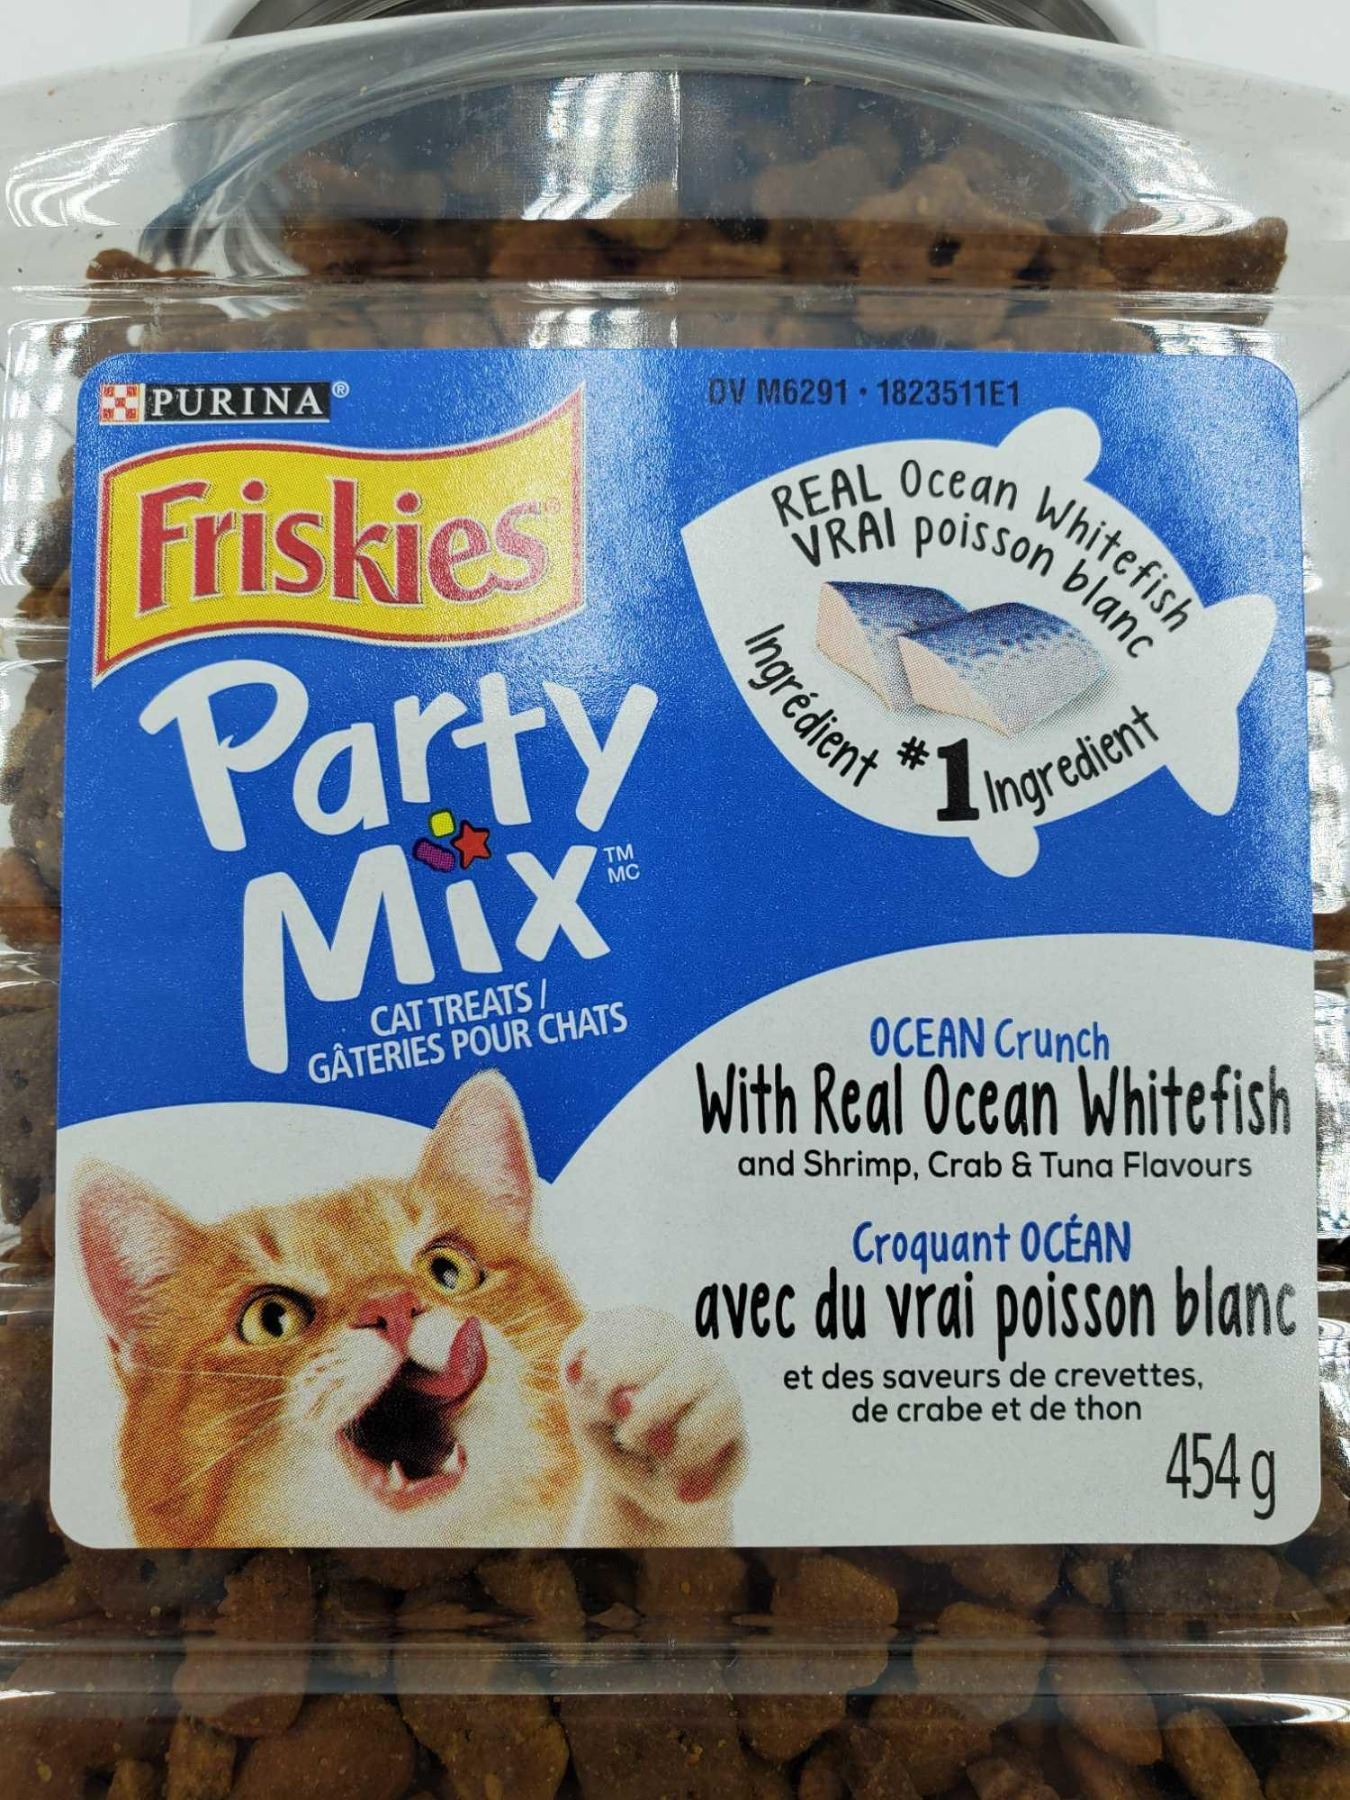 PURINA®
DV M6291 • 1823511E1
Friskies®
Party
Mix™
MC
CAT TREATS /
GÂTERIES POUR CHATS
REAL Ocean Whitefish
VRAI poisson blanc
Ingrédient #1 Ingredient
OCEAN Crunch
With Real Ocean Whitefish
and Shrimp, Crab & Tuna Flavours
Croquant OCÉAN
avec du vrai poisson blanc
et des saveurs de crevettes,
de crabe et de thon
454 g